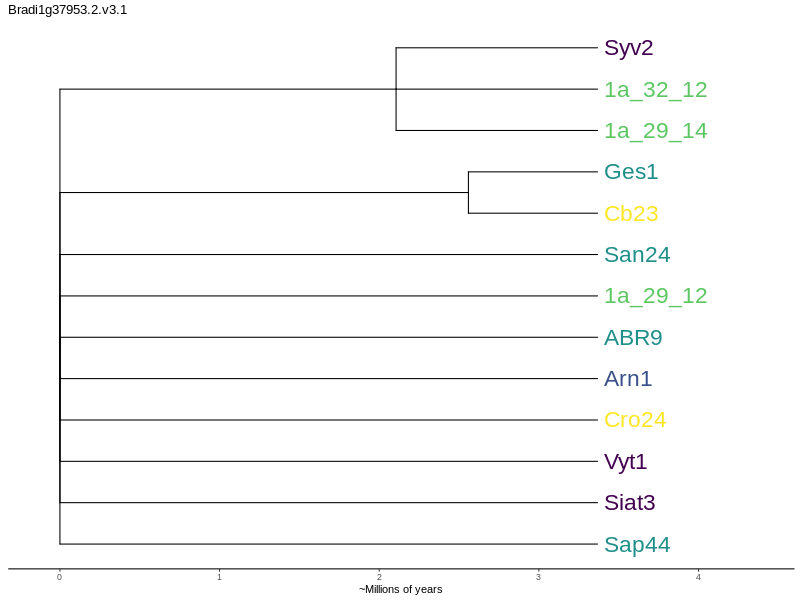 Bradi1g37953.2.v3.1
Syv2
1a_32_12
1a_29_14
Ges1
Cb23
San24
1a_29_12
ABR9
Arn1
Cro24
Vyt1
Siat3
Sap44
0 1 2 3 4
~Millions of years